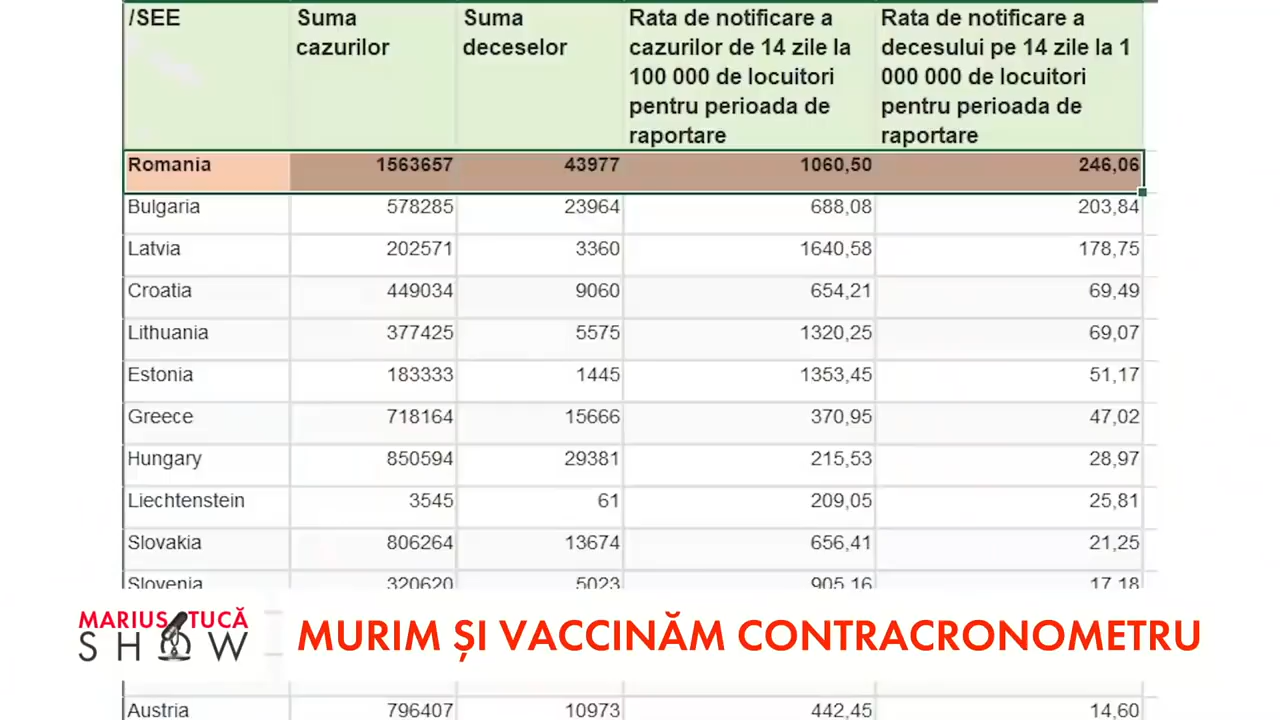 /SEE Suma cazurilor Suma deceselor Rata de notificare a cazurilor de 14 zile la 100 000 de locuitori pentru perioada de raportare Rata de notificare a decesului pe 14 zile la 1 000 000 de locuitori pentru perioada de raportare
Romania 1563657 43977 1060,50 246,06
Bulgaria 578285 23964 688,08 203,84
Latvia 202571 3360 1640,58 178,75
Croatia 449034 9060 654,21 69,49
Lithuania 377425 5575 1320,25 69,07
Estonia 183333 1445 1353,45 51,17
Greece 718164 15666 370,95 47,02
Hungary 850594 29381 215,53 28,97
Liechtenstein 3545 61 209,05 25,81
Slovakia 806264 13674 656,41 21,25
Slovenia 320620 5023 905,16 17,18
MARIUS TUCĂ
SHOW
MURIM ȘI VACCINĂM CONTRACRONOMETRU
Austria 796407 10973 442,45 14,60